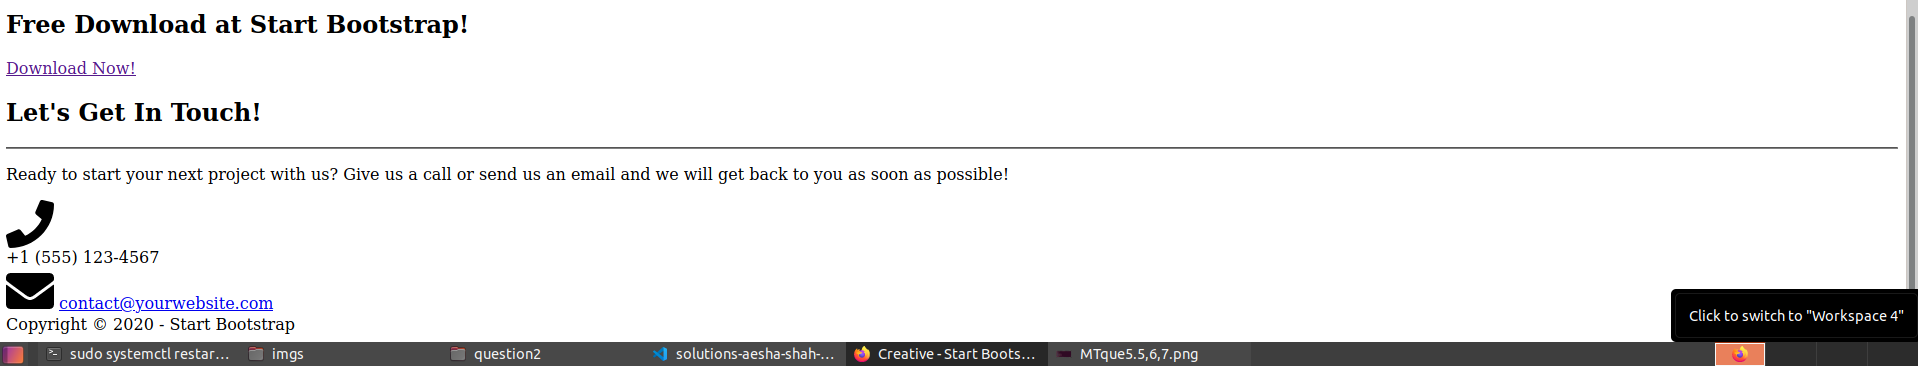 Free Download at Start Bootstrap!
Download Now!
Let's Get In Touch!
Ready to start your next project with us? Give us a call or send us an email and we will get back to you as soon as possible!
+1 (555) 123-4567
contact@yourwebsite.com
Copyright © 2020 - Start Bootstrap
Click to switch to "Workspace 4"
sudo systemctl restar... imgs question2 solutions-aesha-shah-... Creative - Start Boots... MTque5.5,6,7.png